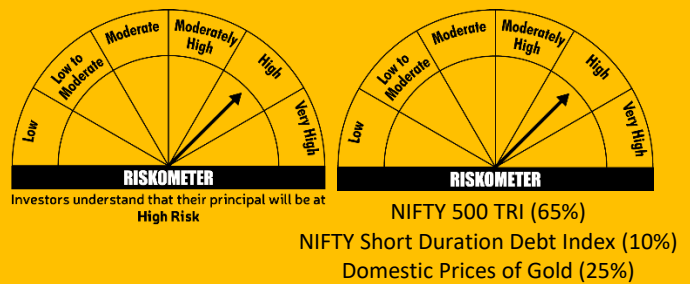 Low
Low to
Moderate
Moderate
Moderately
High
High
Very High
RISKOMETER
Investors understand that their principal will be at
High Risk
Low
Low to
Moderate
Moderate
Moderately
High
High
Very High
RISKOMETER
NIFTY 500 TRI (65%)
NIFTY Short Duration Debt Index (10%)
Domestic Prices of Gold (25%)